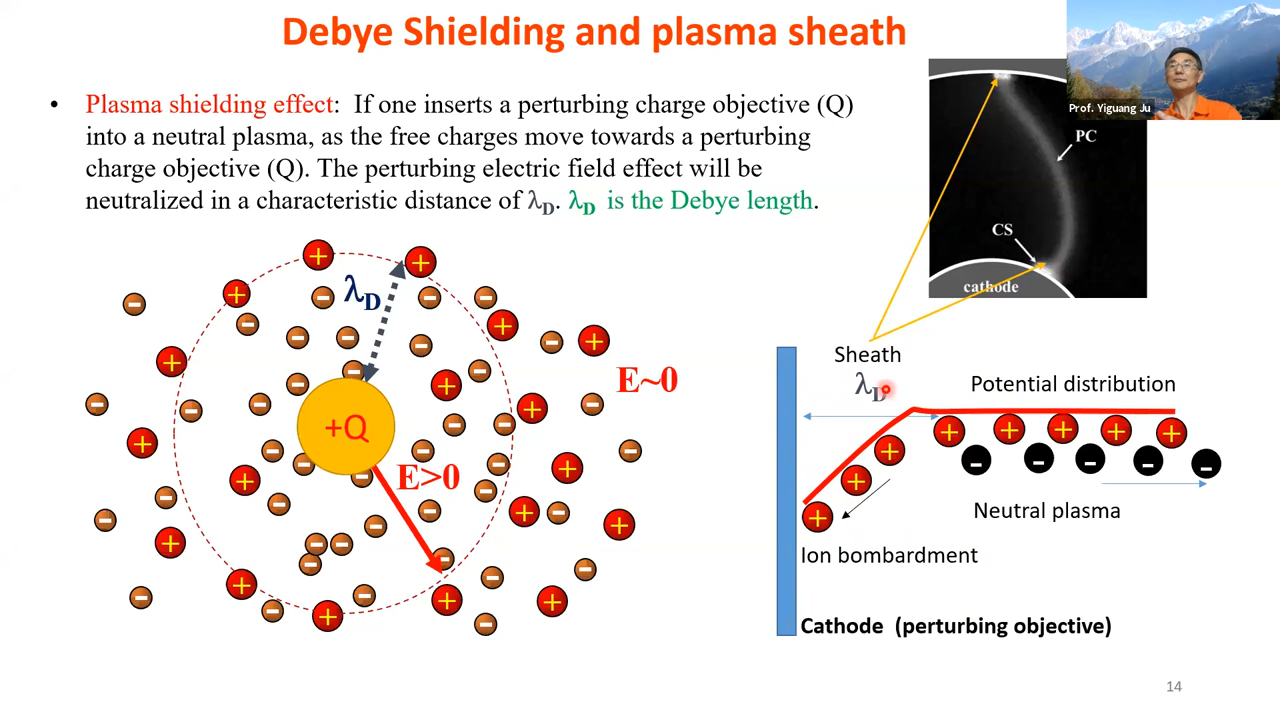 Debye Shielding and plasma sheath
• Plasma shielding effect: If one inserts a perturbing charge objective (Q)
into a neutral plasma, as the free charges move towards a perturbing
charge objective (Q). The perturbing electric field effect will be
neutralized in a characteristic distance of λD. λD is the Debye length.
Prof. Yiguang Ju
PC
CS
cathode
λD
+Q
E>0
E~0
Sheath
λD
Potential distribution
Neutral plasma
Ion bombardment
Cathode (perturbing objective)
14